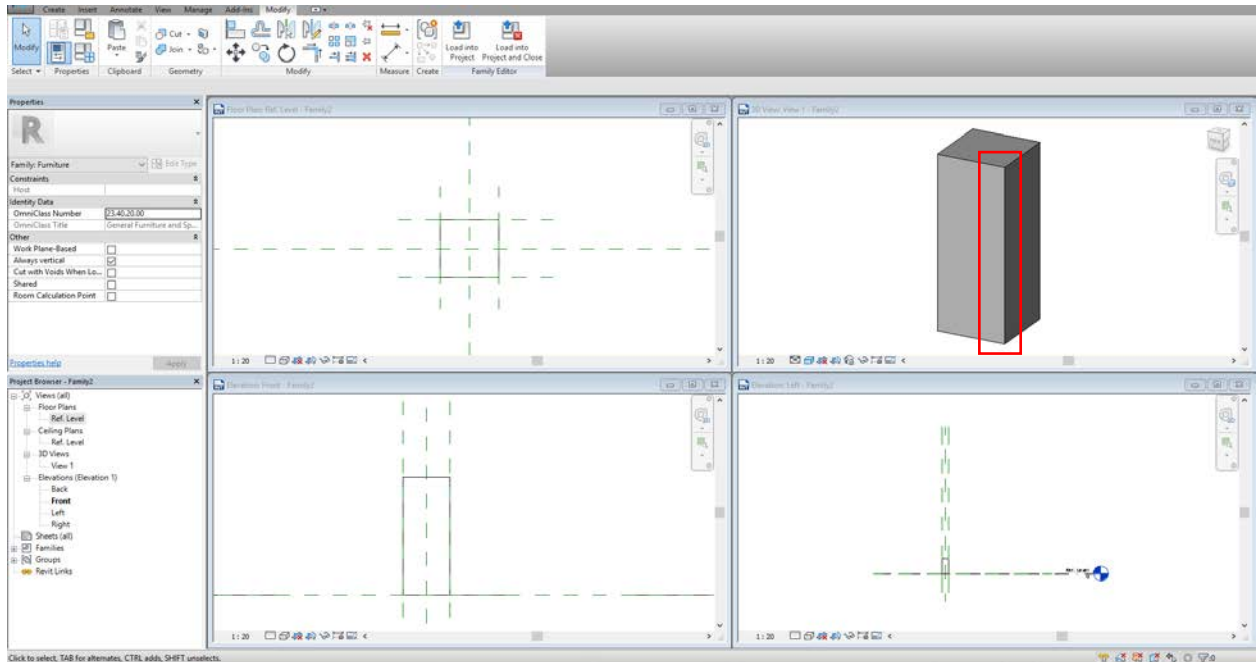 Create Insert Annotate View Manage Add-Ins Modify
Modify
Paste
Cut
Join
Load into Project
Load into Project and Close
Select Properties Clipboard Geometry Modify Measure Create Family Editor
Properties
R
Family: Furniture Edit Type
Constraints
Host
Identity Data
OmniClass Number 23.40.20.00
OmniClass Title General Furniture and Sp...
Other
Work Plane-Based
Always vertical
Cut with Voids When Lo...
Shared
Room Calculation Point
Properties help Apply
Project Browser - Family2
Views (all)
Floor Plans
Ref. Level
Ceiling Plans
Ref. Level
3D Views
View 1
Elevations (Elevation 1)
Back
Front
Left
Right
Sheets (all)
Families
Groups
Revit Links
Floor Plan: Ref. Level - Family2
1 : 20
3D View: View 1 - Family2
1 : 20
Elevation: Front - Family2
1 : 20
Elevation: Left - Family2
1 : 20
Click to select, TAB for alternates, CTRL adds, SHIFT unselects.
:0